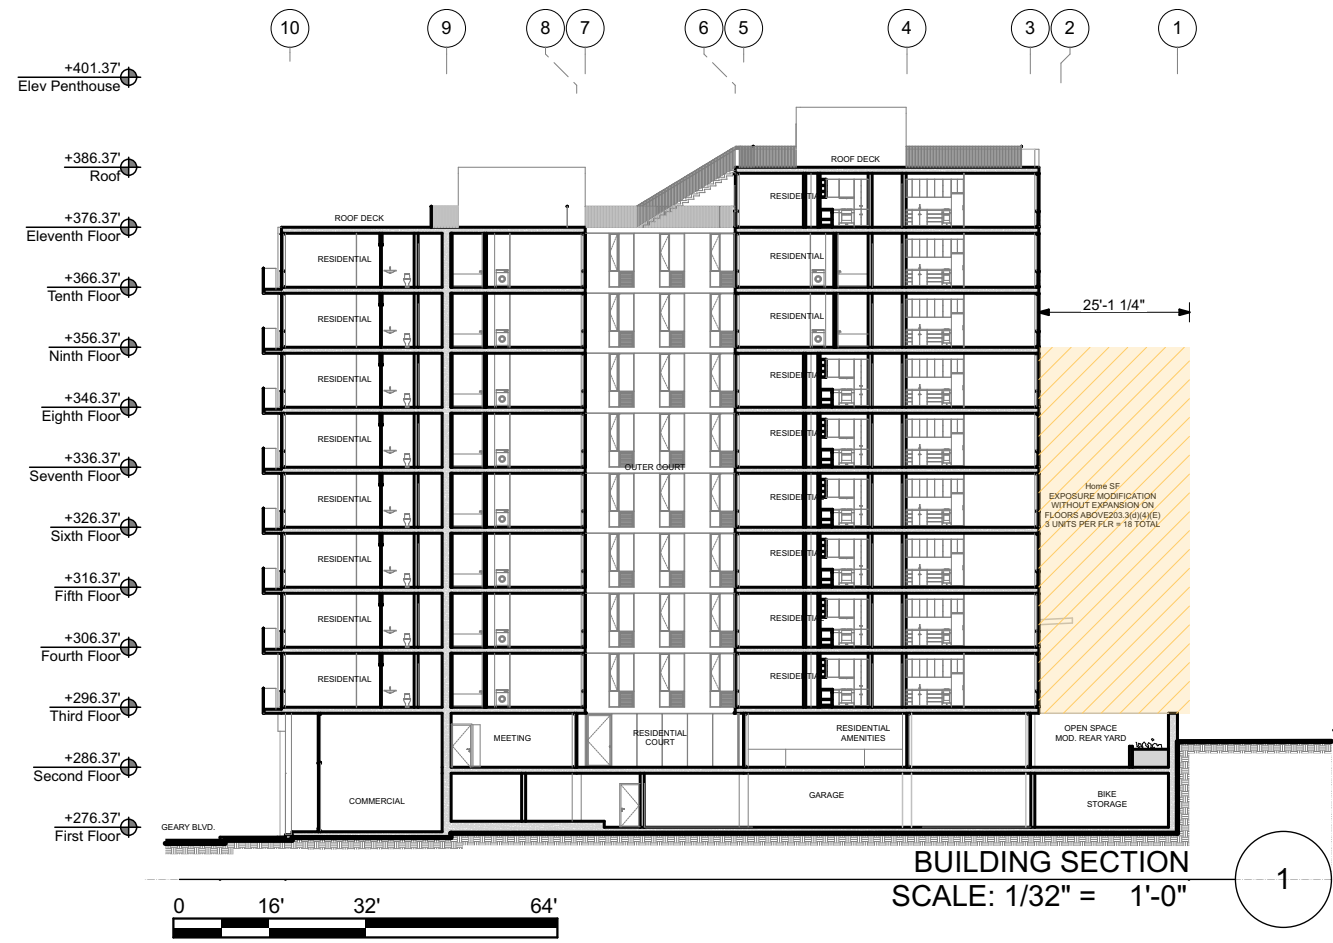 10 9 8 7 6 5 4 3 2 1
+401.37'
Elev Penthouse
+386.37'
Roof
ROOF DECK
RESIDENTIAL
+376.37'
Eleventh Floor
ROOF DECK
RESIDENTIAL RESIDENTIAL
+366.37'
Tenth Floor
25'-1 1/4"
RESIDENTIAL RESIDENTIAL
+356.37'
Ninth Floor
RESIDENTIAL RESIDENTIAL
+346.37'
Eighth Floor
RESIDENTIAL RESIDENTIAL
+336.37'
Seventh Floor
OUTER COURT
RESIDENTIAL RESIDENTIAL
Home SF
EXPOSURE MODIFICATION
WITHOUT EXPANSION ON
FLOORS ABOVE203.3(d)(4)(E)
3 UNITS PER FLR = 18 TOTAL
+326.37'
Sixth Floor
RESIDENTIAL RESIDENTIAL
+316.37'
Fifth Floor
RESIDENTIAL RESIDENTIAL
+306.37'
Fourth Floor
RESIDENTIAL RESIDENTIAL
+296.37'
Third Floor
MEETING
RESIDENTIAL
COURT
RESIDENTIAL
AMENITIES
OPEN SPACE
MOD. REAR YARD
+286.37'
Second Floor
COMMERCIAL
GARAGE
BIKE
STORAGE
+276.37'
First Floor
GEARY BLVD.
BUILDING SECTION
SCALE: 1/32" = 1'-0"
1
0 16' 32' 64'